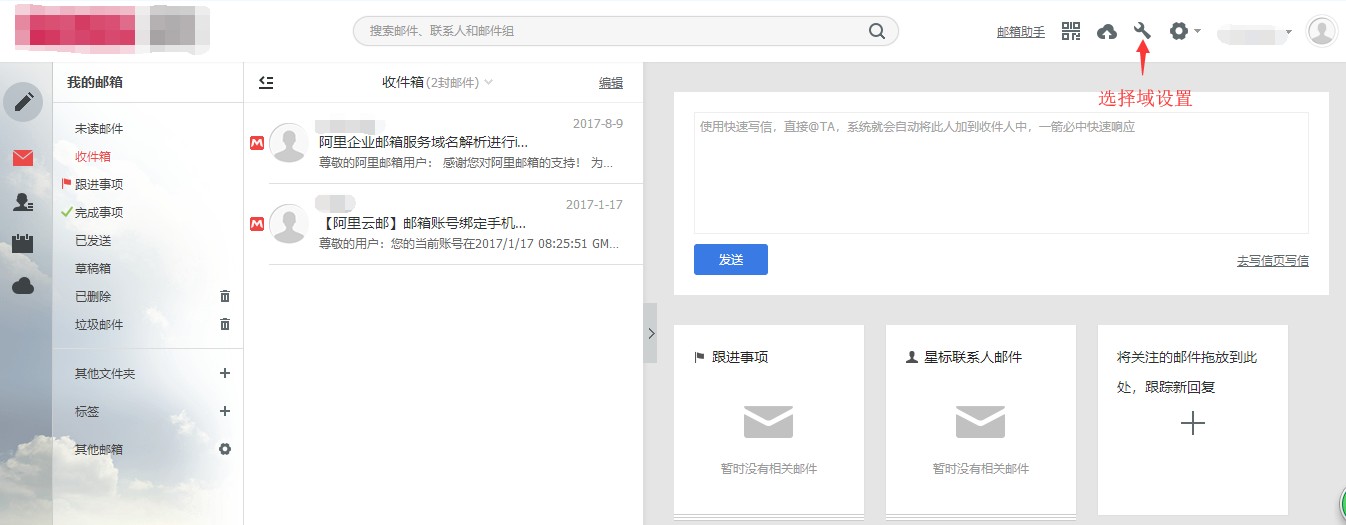 搜索邮件、联系人和邮件组
邮箱助手
选择域设置
我的邮箱
未读邮件
收件箱
跟进事项
完成事项
已发送
草稿箱
已删除
垃圾邮件
其他文件夹
标签
其他邮箱
收件箱(2封邮件)
编辑
2017-8-9
阿里企业邮箱服务域名解析进行i...
尊敬的阿里邮箱用户： 感谢您对阿里邮箱的支持！ 为...
2017-1-17
【阿里云邮】邮箱账号绑定手机...
尊敬的用户：您的当前账号在2017/1/17 08:25:51 GM...
使用快速写信，直接@TA，系统就会自动将此人加到收件人中，一箭必中快速响应
发送
去写信页写信
跟进事项
暂时没有相关邮件
星标联系人邮件
暂时没有相关邮件
将关注的邮件拖放到此
处，跟踪新回复